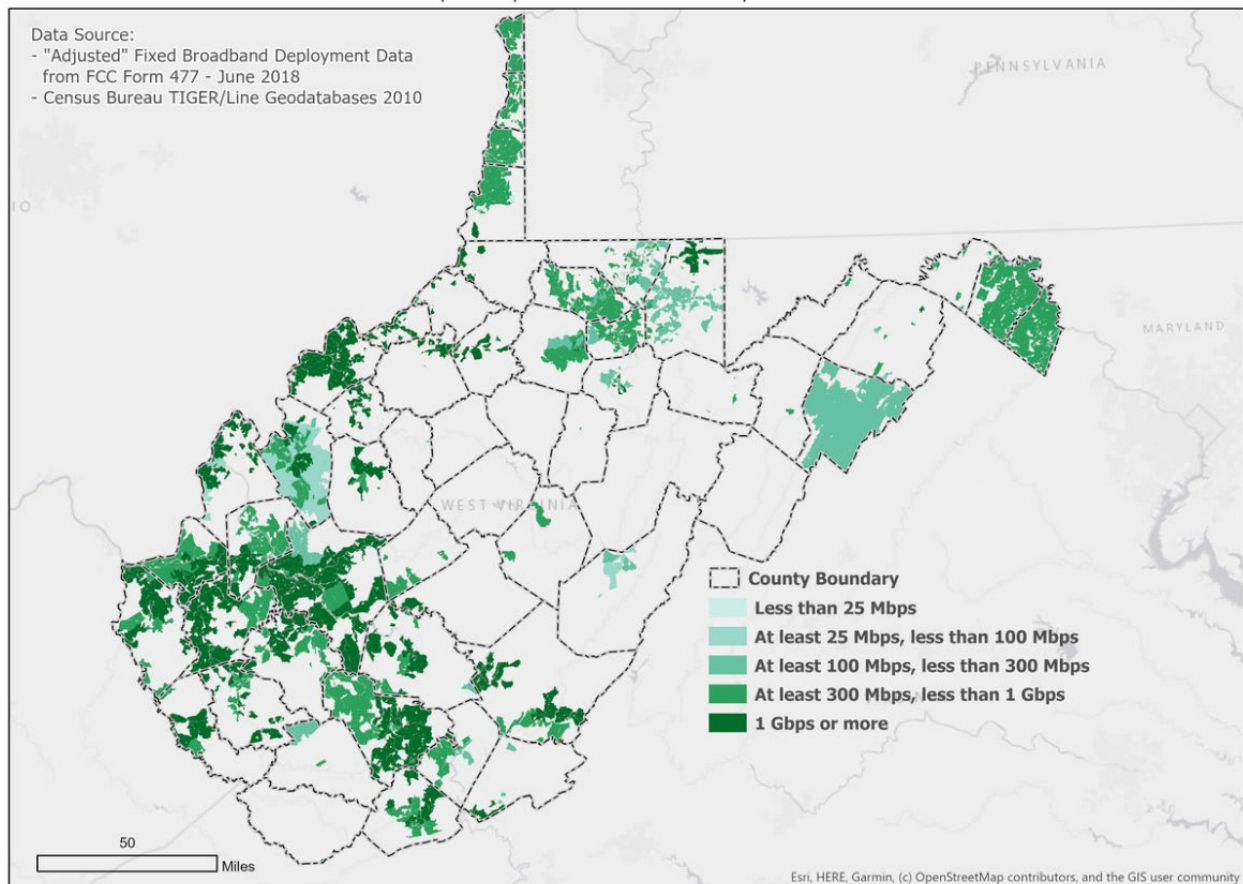 Data Source:
- "Adjusted" Fixed Broadband Deployment Data
from FCC Form 477 - June 2018
- Census Bureau TIGER/Line Geodatabases 2010
PENNSYLVANIA
IO
MARYLAND
WEST VIRGINIA
County Boundary
Less than 25 Mbps
At least 25 Mbps, less than 100 Mbps
At least 100 Mbps, less than 300 Mbps
At least 300 Mbps, less than 1 Gbps
1 Gbps or more
50
Miles
Esri, HERE, Garmin, (c) OpenStreetMap contributors, and the GIS user community